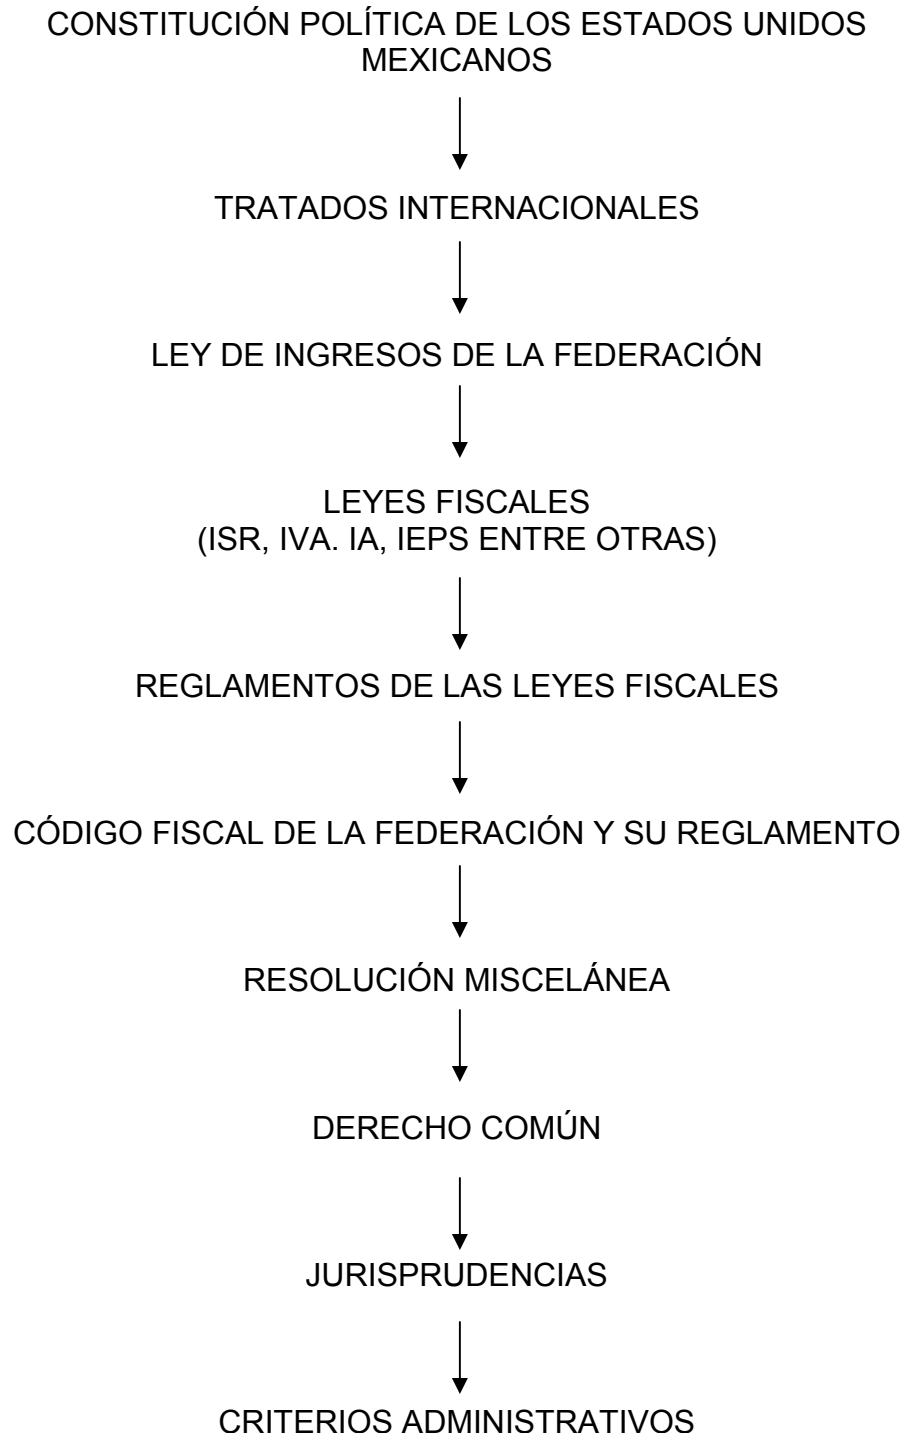 CONSTITUCIÓN POLÍTICA DE LOS ESTADOS UNIDOS
MEXICANOS
TRATADOS INTERNACIONALES
LEY DE INGRESOS DE LA FEDERACIÓN
LEYES FISCALES
(ISR, IVA. IA, IEPS ENTRE OTRAS)
REGLAMENTOS DE LAS LEYES FISCALES
CÓDIGO FISCAL DE LA FEDERACIÓN Y SU REGLAMENTO
RESOLUCIÓN MISCELÁNEA
DERECHO COMÚN
JURISPRUDENCIAS
CRITERIOS ADMINISTRATIVOS